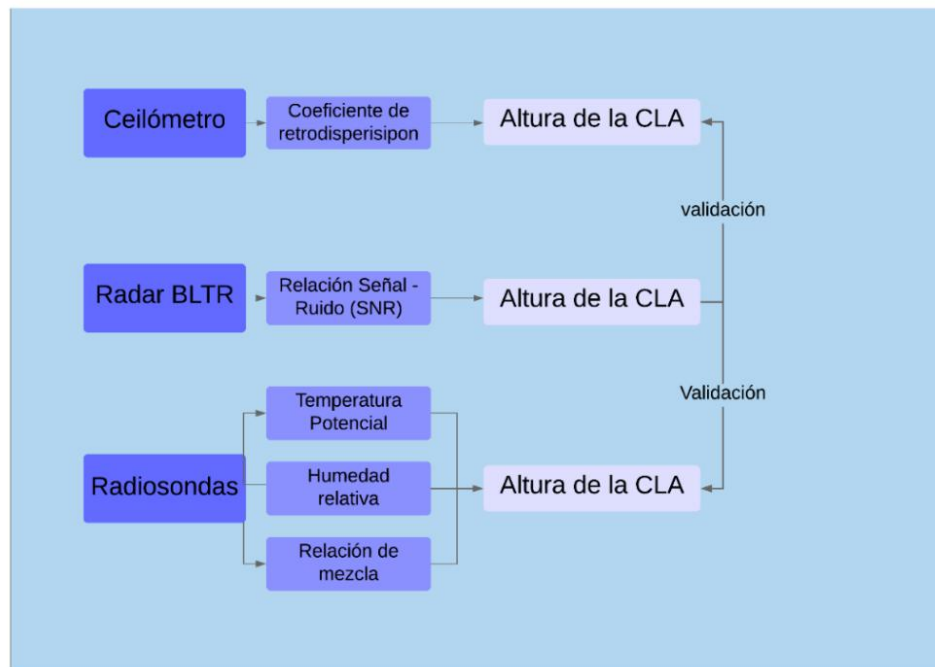 Ceilómetro
Coeficiente de
retrodisperisipon
Altura de la CLA
validación
Radar BLTR
Relación Señal -
Ruido (SNR)
Altura de la CLA
Validación
Temperatura
Potencial
Radiosondas
Humedad
relativa
Altura de la CLA
Relación de
mezcla